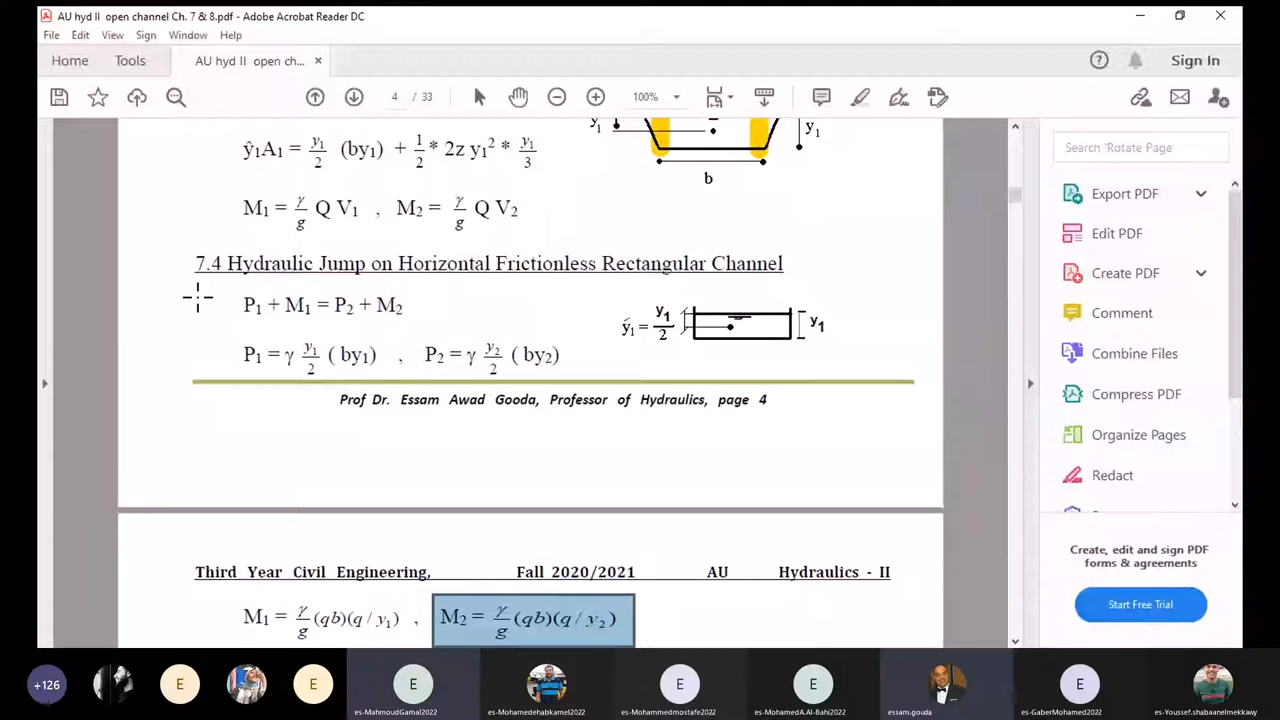 AU hyd II open channel Ch. 7 & 8.pdf - Adobe Acrobat Reader DC
File Edit View Sign Window Help
Home Tools AU hyd II open ch... × Sign In
4 / 33 100%
ŷ₁A₁ = y₁/2 (by₁) + 1/2 * 2z y₁² * y₁/3
y₁ y₁
b
M₁ = γ/g Q V₁ , M₂ = γ/g Q V₂
7.4 Hydraulic Jump on Horizontal Frictionless Rectangular Channel
P₁ + M₁ = P₂ + M₂
ý₁ = y₁/2 y₁
P₁ = γ y₁/2 ( by₁) , P₂ = γ y₂/2 ( by₂)
Prof Dr. Essam Awad Gooda, Professor of Hydraulics, page 4
Third Year Civil Engineering, Fall 2020/2021 AU Hydraulics - II
M₁ = γ/g (qb)(q / y₁) , M₂ = γ/g (qb)(q / y₂)
Search 'Rotate Page'
Export PDF
Edit PDF
Create PDF
Comment
Combine Files
Compress PDF
Organize Pages
Redact
Create, edit and sign PDF
forms & agreements
Start Free Trial
+126 E E E E E E
es-MahmoudGamal2022 es-Mohamedehabkamel2022 es-Mohammedmostafe2022 es-MohamedA.Al-Bahi2022 essam.gouda es-GaberMohamed2022 es-Youssef.shabaanelmekkawy